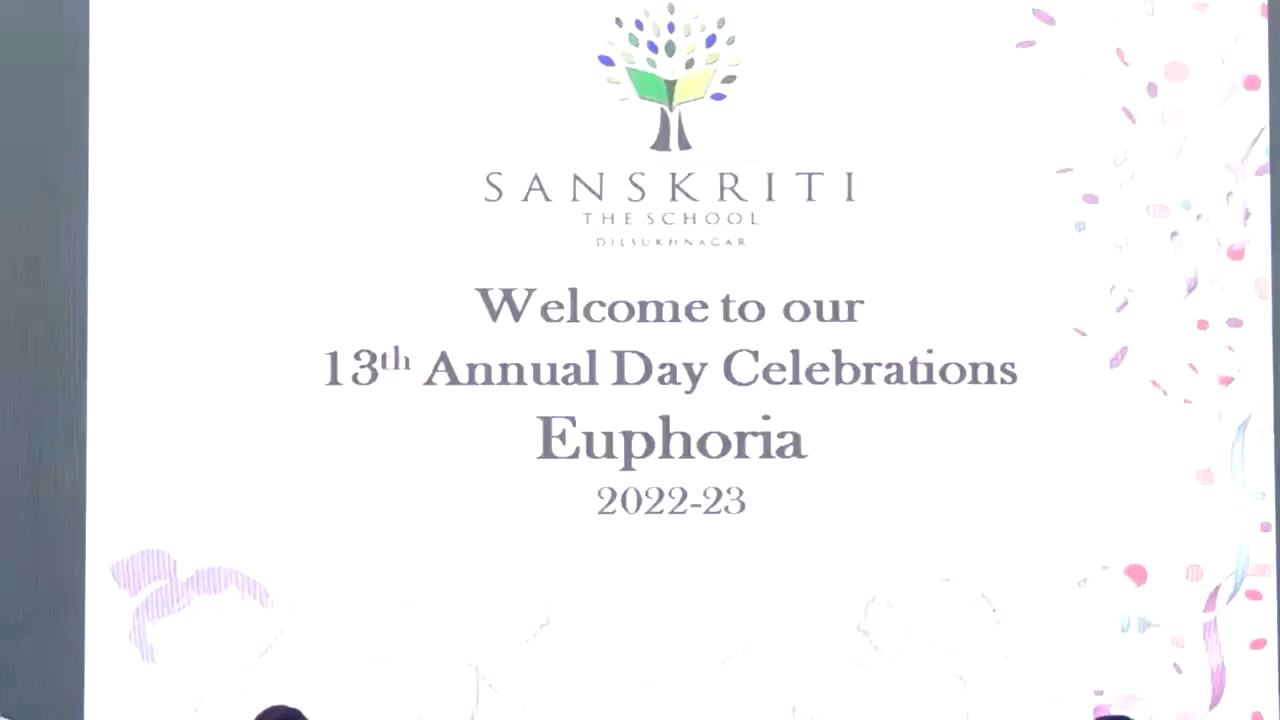 SANSKRITI
THE SCHOOL
DILSUKHNAGAR
Welcome to our
13th Annual Day Celebrations
Euphoria
2022-23